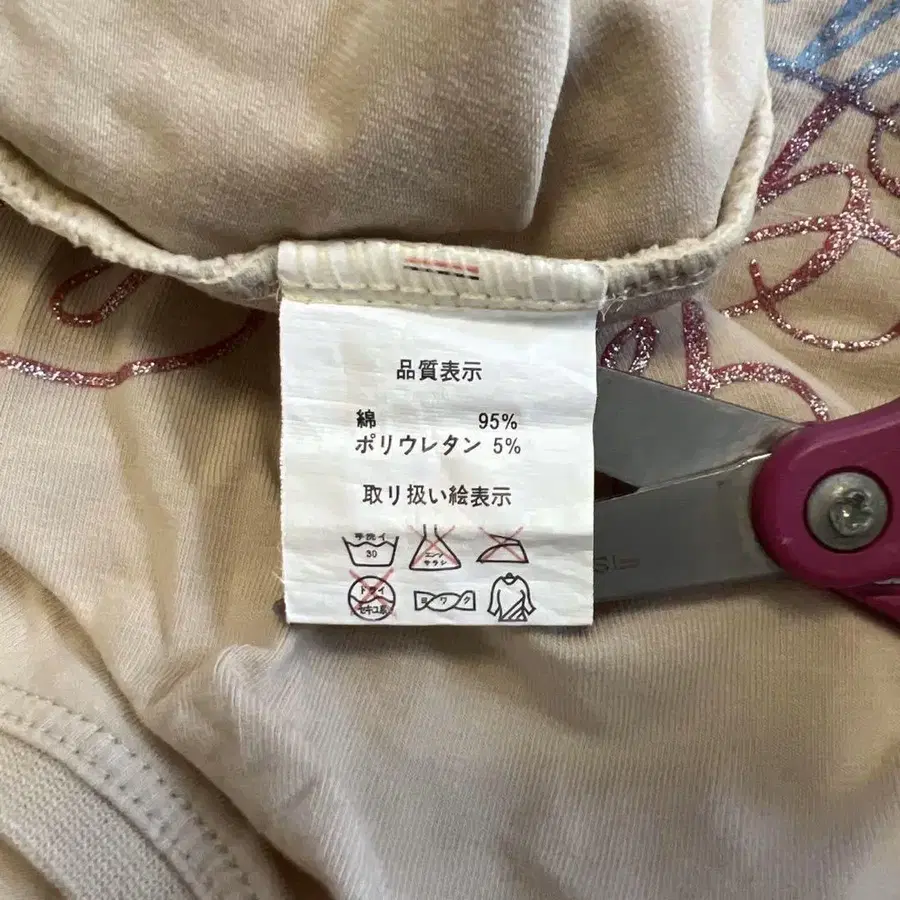 品質表示
綿 95%
ポリウレタン 5%
取り扱い絵表示
手洗イ
30
エンソ
サラシ
ドライ
セキユ系
ヨワク